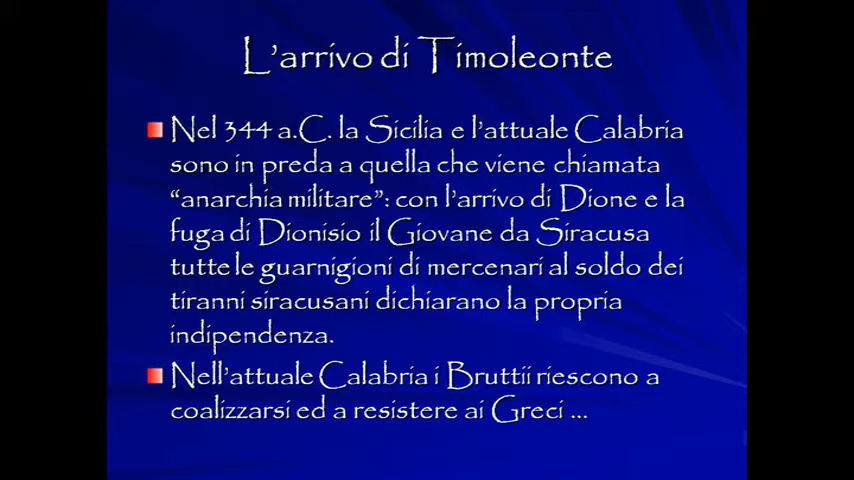 L'arrivo di Timoleonte
Nel 344 a.C. la Sicilia e l'attuale Calabria
sono in preda a quella che viene chiamata
"anarchia militare": con l'arrivo di Dione e la
fuga di Dionisio il Giovane da Siracusa
tutte le guarnigioni di mercenari al soldo dei
tiranni siracusani dichiarano la propria
indipendenza.
Nell'attuale Calabria i Bruttii riescono a
coalizzarsi ed a resistere ai Greci ...